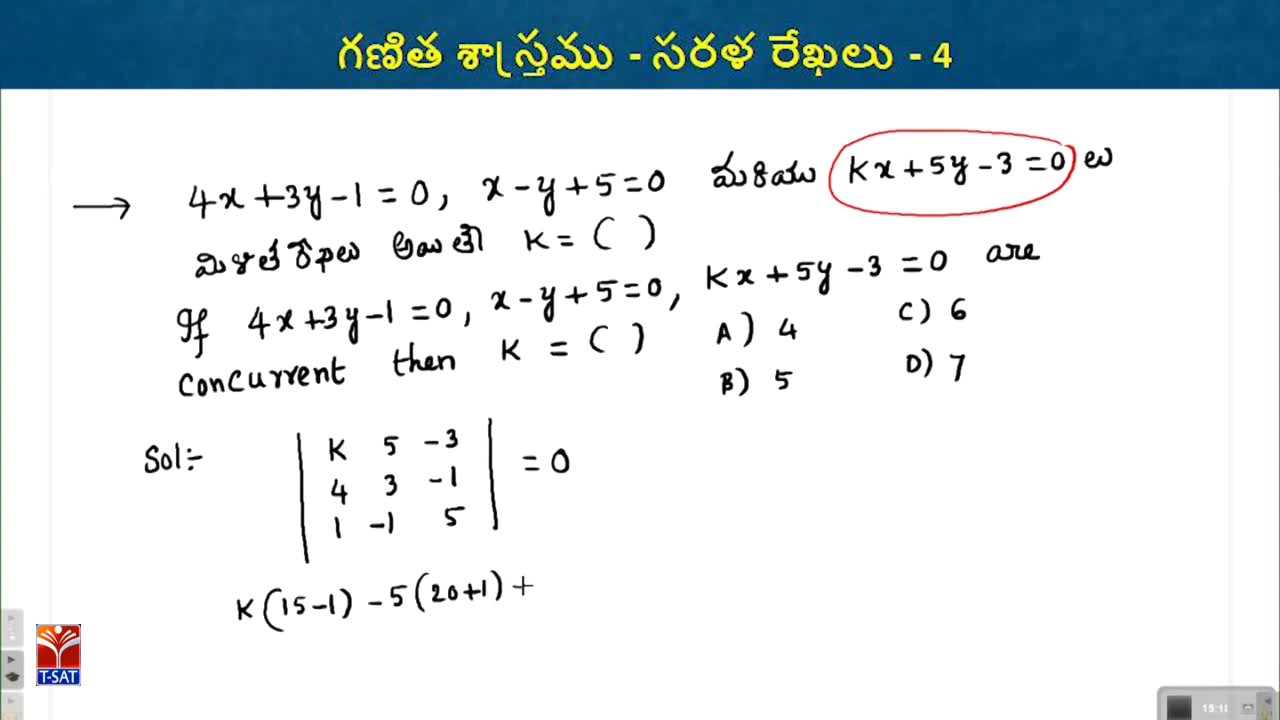 గణిత శాస్త్రము - సరళ రేఖలు - 4
→ 4x + 3y - 1 = 0, x - y + 5 = 0 మరియు Kx + 5y - 3 = 0 లు
మిళిత రేఖలు అయితే K = ( )
If 4x + 3y - 1 = 0, x - y + 5 = 0, Kx + 5y - 3 = 0 are
concurrent then K = ( ) A) 4 C) 6
B) 5 D) 7
Sol:- | K 5 -3 |
| 4 3 -1 | = 0
| 1 -1 5 |
K(15-1) - 5(20+1) +
T-SAT
15:11